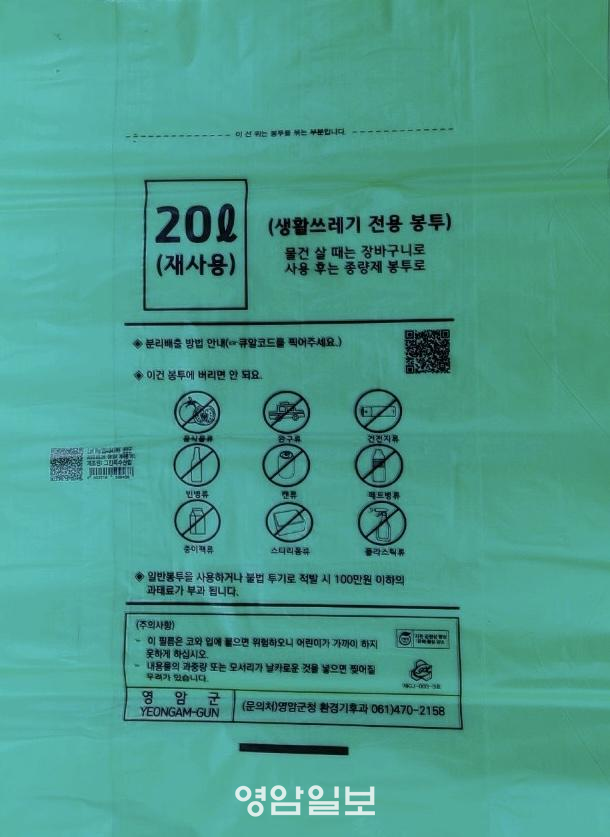 이 선 위는 봉투를 묶는 부분입니다.
20ℓ
(재사용)
(생활쓰레기 전용 봉투)
물건 살 때는 장바구니로
사용 후는 종량제 봉투로
◈ 분리배출 방법 안내(☞큐알코드를 찍어주세요.)
◈ 이건 봉투에 버리면 안 되요.
음식물류
완구류
건전지류
빈병류
캔류
페트병류
종이팩류
스티리폼류
플라스틱류
◈ 일반봉투을 사용하거나 불법 투기로 적발 시 100만원 이하의
과태료가 부과 됩니다.
(주의사항)
- 이 필름은 코와 입에 붙으면 위험하오니 어린이가 가까이 하지
못하게 하십시오.
- 내용물의 과중량 또는 모서리가 날카로운 것을 넣으면 찢어질
우려가 있습니다.
영 암 군
YEONGAM-GUN
(문의처)영암군청 환경기후과 061)470-2158
영암일보